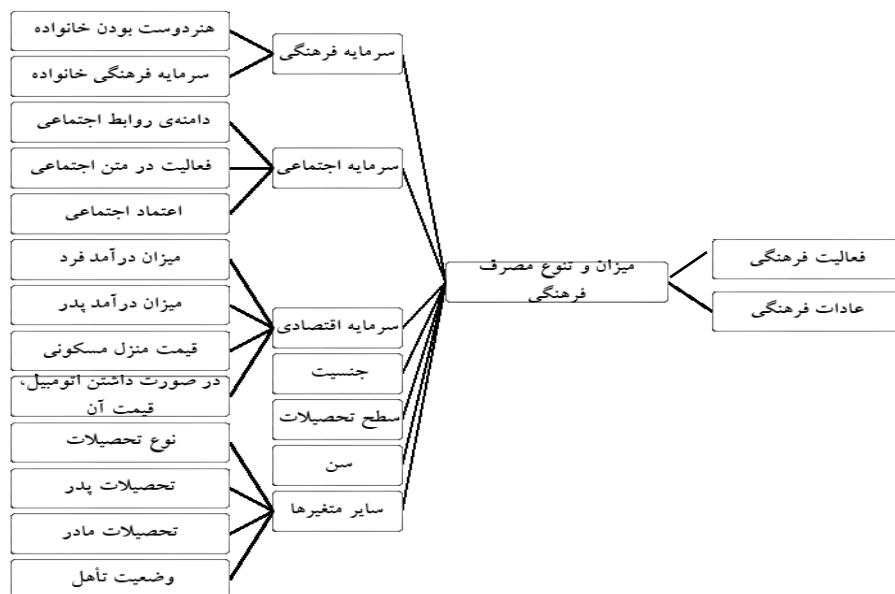 فعالیت فرهنگی
عادات فرهنگی
میزان و تنوع مصرف
فرهنگی
سرمایه فرهنگی
سرمایه اجتماعی
سرمایه اقتصادی
جنسیت
سطح تحصیلات
سن
سایر متغیرها
هنردوست بودن خانواده
سرمایه فرهنگی خانواده
دامنه‌ی روابط اجتماعی
فعالیت در متن اجتماعی
اعتماد اجتماعی
میزان درآمد فرد
میزان درآمد پدر
قیمت منزل مسکونی
در صورت داشتن اتومبیل،
قیمت آن
نوع تحصیلات
تحصیلات پدر
تحصیلات مادر
وضعیت تأهل